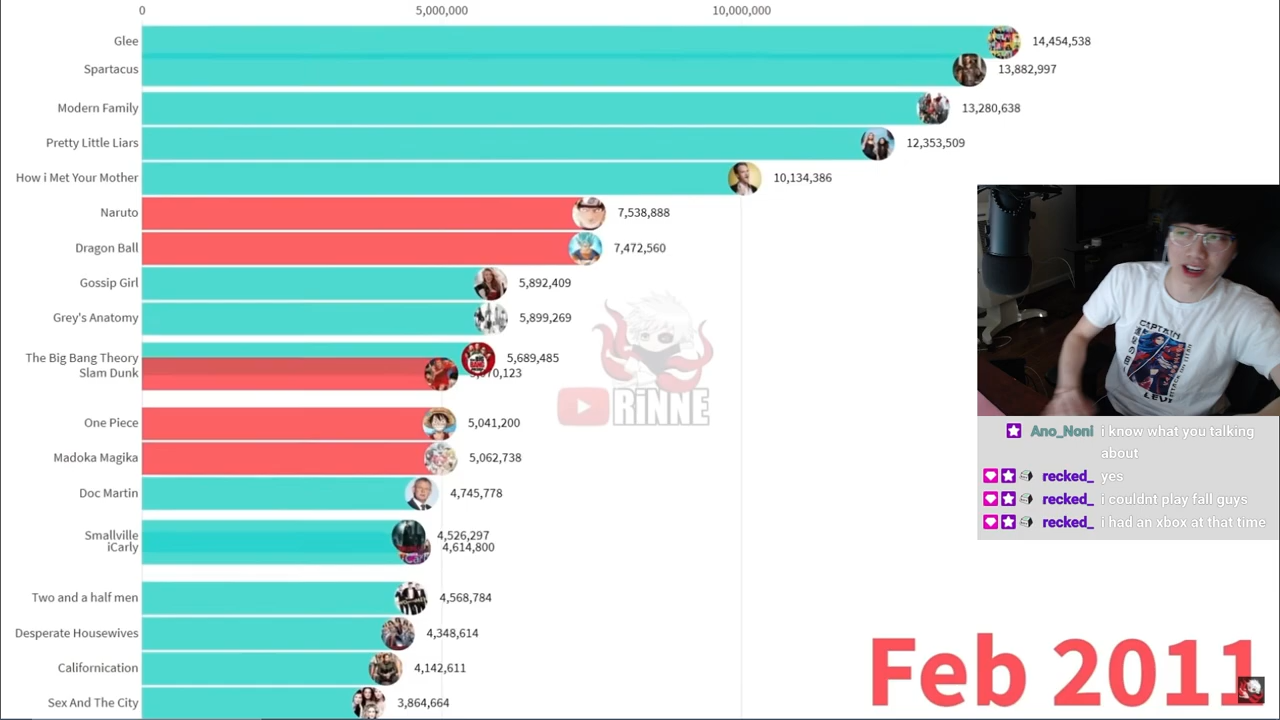 0 5,000,000 10,000,000
Glee 14,454,538
Spartacus 13,882,997
Modern Family 13,280,638
Pretty Little Liars 12,353,509
How i Met Your Mother 10,134,386
Naruto 7,538,888
Dragon Ball 7,472,560
Gossip Girl 5,892,409
Grey's Anatomy 5,899,269
The Big Bang Theory 5,689,485
Slam Dunk
One Piece 5,041,200
Madoka Magika 5,062,738
Doc Martin 4,745,778
Smallville 4,526,297
iCarly 4,614,800
Two and a half men 4,568,784
Desperate Housewives 4,348,614
Californication 4,142,611
Sex And The City 3,864,664
RiNNE
Feb 2011
CAPTAIN
LEVI
ATTACK ON TITAN
Ano_Noni i know what you talking
about
recked_ yes
recked_ i couldnt play fall guys
recked_ i had an xbox at that time